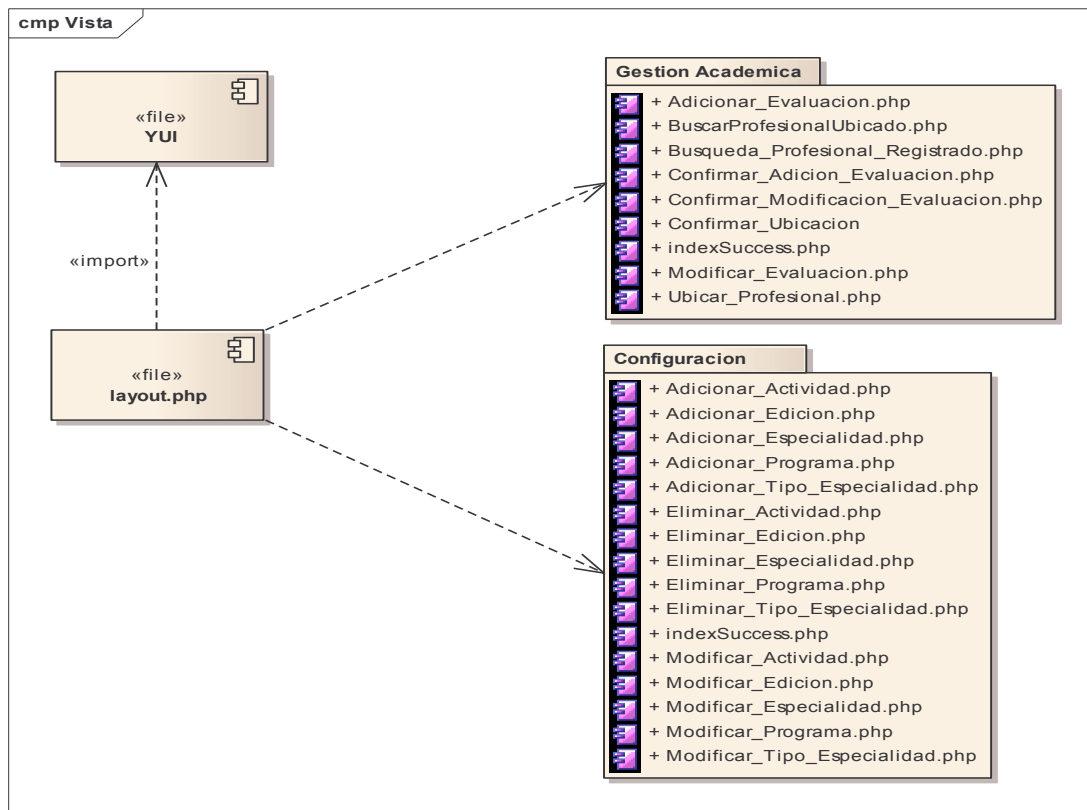 cmp Vista
«file»
YUI
«import»
«file»
layout.php
Gestion Academica
+ Adicionar_Evaluacion.php
+ BuscarProfesionalUbicado.php
+ Busqueda_Profesional_Registrado.php
+ Confirmar_Adicion_Evaluacion.php
+ Confirmar_Modificacion_Evaluacion.php
+ Confirmar_Ubicacion
+ indexSuccess.php
+ Modificar_Evaluacion.php
+ Ubicar_Profesional.php
Configuracion
+ Adicionar_Actividad.php
+ Adicionar_Edicion.php
+ Adicionar_Especialidad.php
+ Adicionar_Programa.php
+ Adicionar_Tipo_Especialidad.php
+ Eliminar_Actividad.php
+ Eliminar_Edicion.php
+ Eliminar_Especialidad.php
+ Eliminar_Programa.php
+ Eliminar_Tipo_Especialidad.php
+ indexSuccess.php
+ Modificar_Actividad.php
+ Modificar_Edicion.php
+ Modificar_Especialidad.php
+ Modificar_Programa.php
+ Modificar_Tipo_Especialidad.php